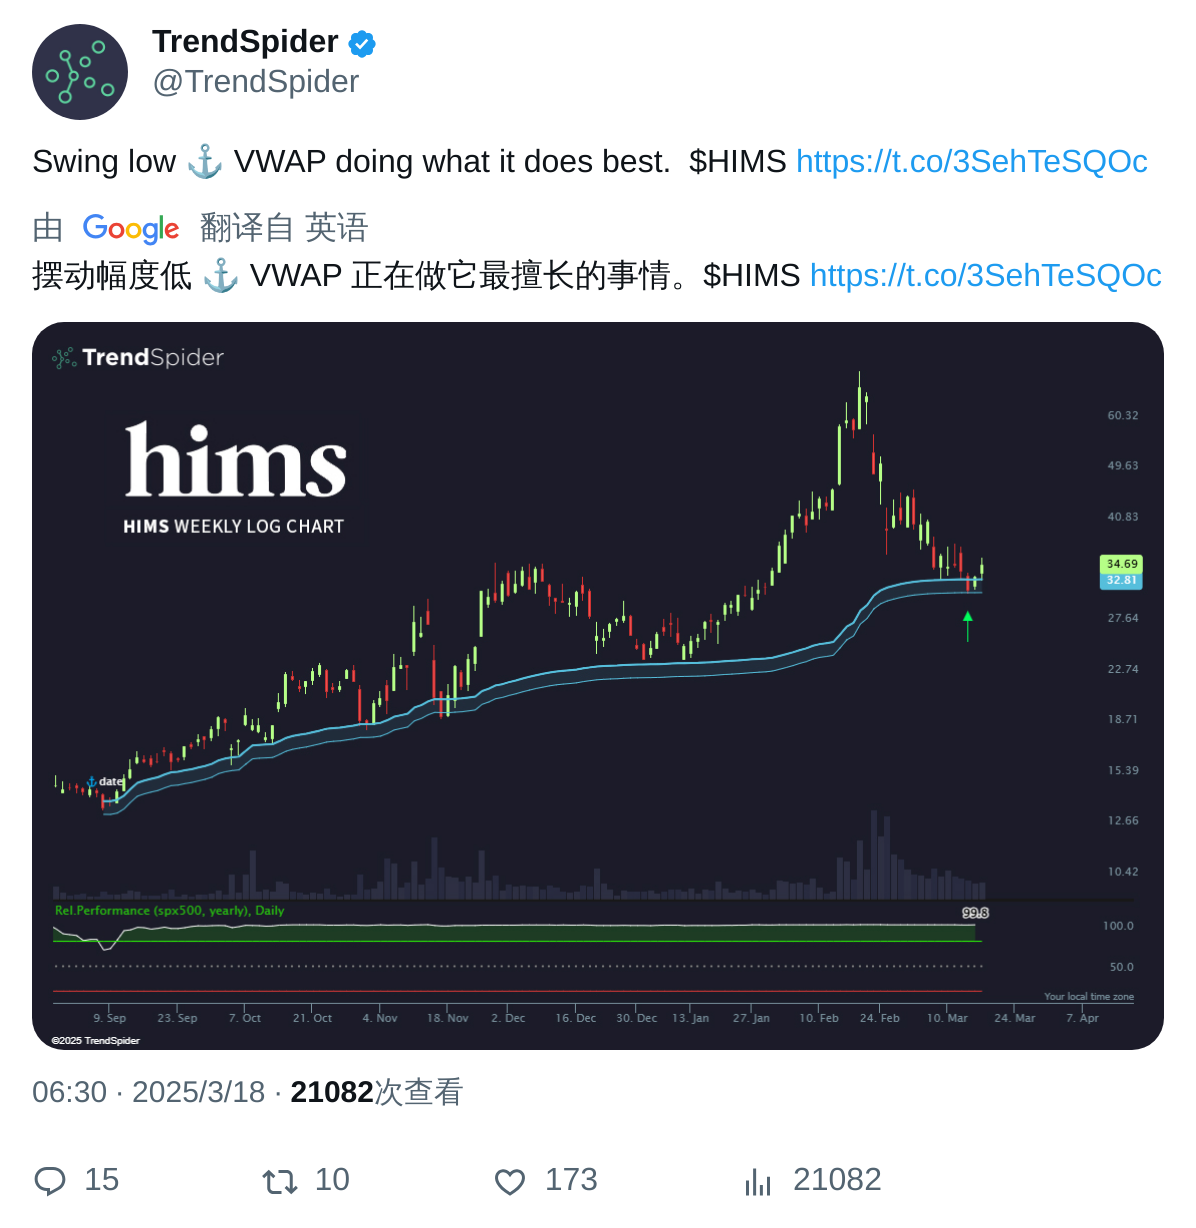 TrendSpider
@TrendSpider
Swing low ⚓ VWAP doing what it does best. $HIMS https://t.co/3SehTeSQOc
由 Google 翻译自 英语
摆动幅度低 ⚓ VWAP 正在做它最擅长的事情。$HIMS https://t.co/3SehTeSQOc
TrendSpider
hims
HIMS WEEKLY LOG CHART
60.32
49.63
40.83
34.69
32.81
27.64
22.74
18.71
15.39
⚓ date
12.66
10.42
Rel.Performance (spx500, yearly), Daily
99.8
100.0
50.0
Your local time zone
9. Sep 23. Sep 7. Oct 21. Oct 4. Nov 18. Nov 2. Dec 16. Dec 30. Dec 13. Jan 27. Jan 10. Feb 24. Feb 10. Mar 24. Mar 7. Apr
©2025 TrendSpider
06:30 · 2025/3/18 · 21082次查看
15 10 173 21082